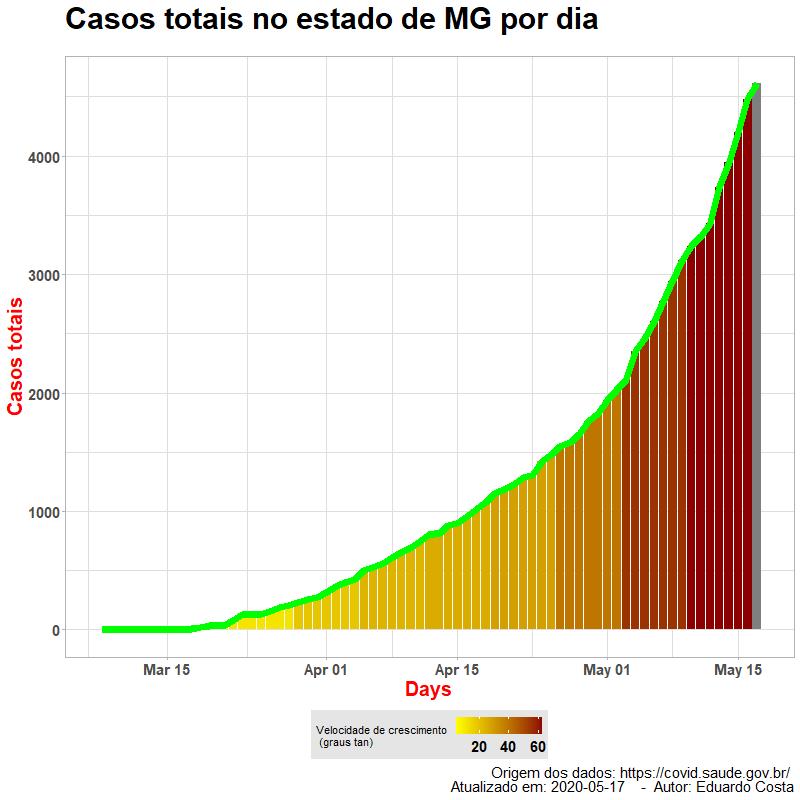 Casos totais no estado de MG por dia
Casos totais
4000
3000
2000
1000
0
Mar 15 Apr 01 Apr 15 May 01 May 15
Days
Velocidade de crescimento
(graus tan)
20 40 60
Origem dos dados: https://covid.saude.gov.br/
Atualizado em: 2020-05-17 - Autor: Eduardo Costa